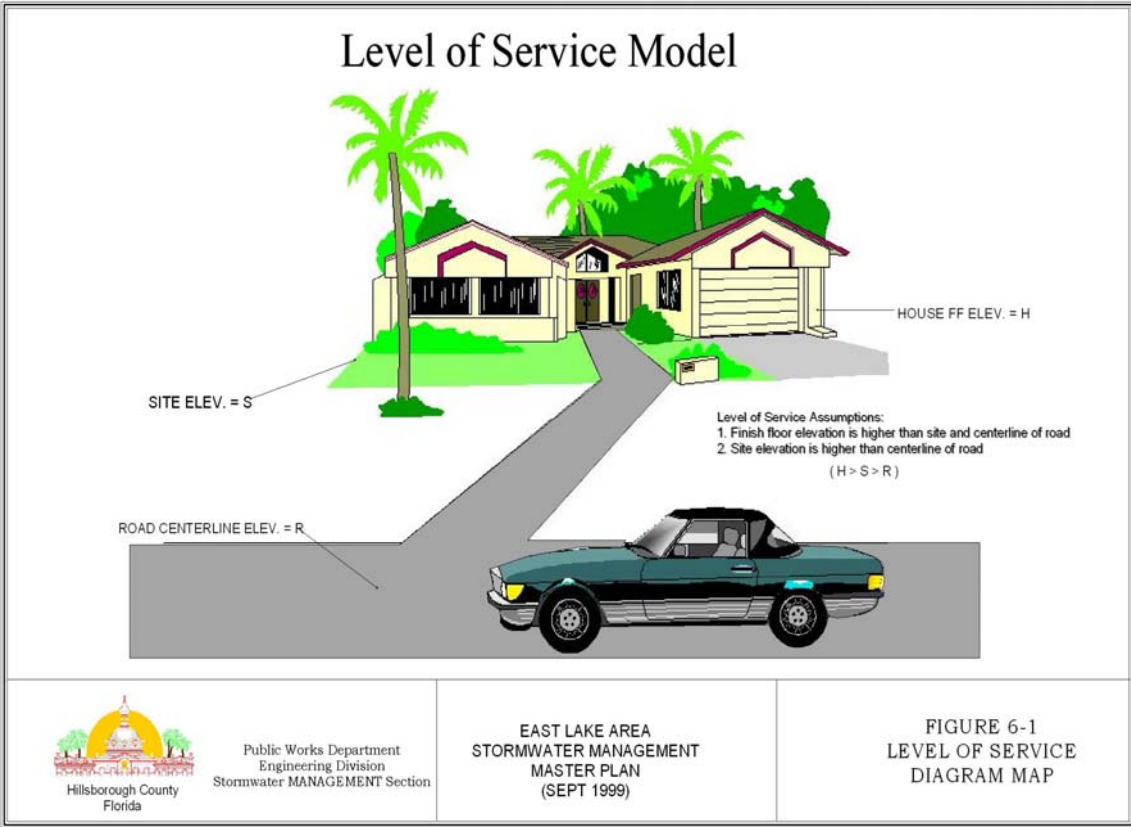 Level of Service Model
HOUSE FF ELEV. = H
SITE ELEV. = S
Level of Service Assumptions:
1. Finish floor elevation is higher than site and centerline of road
2. Site elevation is higher than centerline of road
( H > S > R )
ROAD CENTERLINE ELEV. = R
Hillsborough County
Florida
Public Works Department
Engineering Division
Stormwater MANAGEMENT Section
EAST LAKE AREA
STORMWATER MANAGEMENT
MASTER PLAN
(SEPT 1999)
FIGURE 6-1
LEVEL OF SERVICE
DIAGRAM MAP